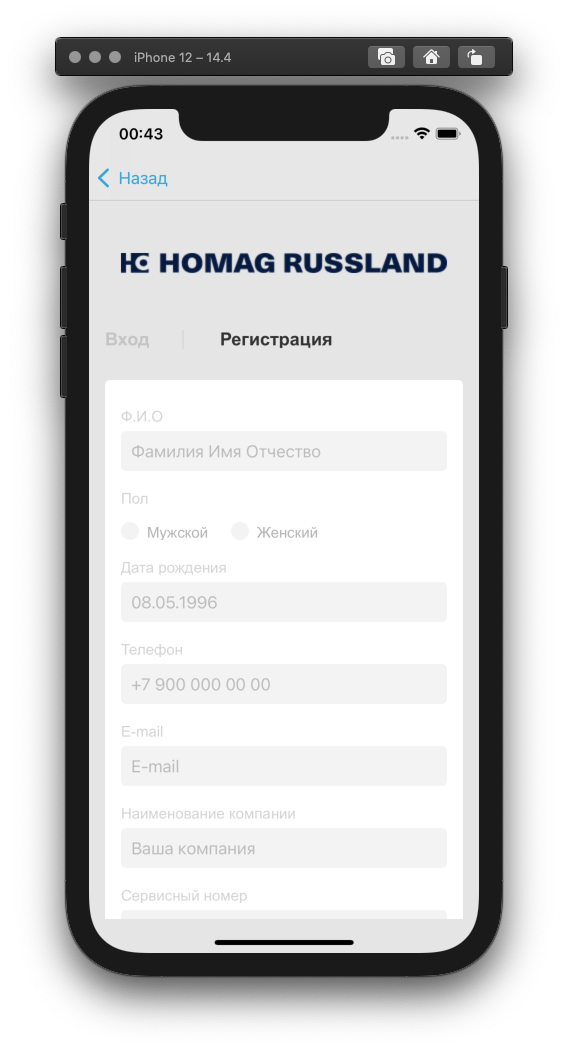 iPhone 12 – 14.4
00:43
Назад
HOMAG RUSSLAND
Вход
Регистрация
Ф.И.О
Фамилия Имя Отчество
Пол
Мужской Женский
Дата рождения
08.05.1996
Телефон
+7 900 000 00 00
E-mail
E-mail
Наименование компании
Ваша компания
Сервисный номер